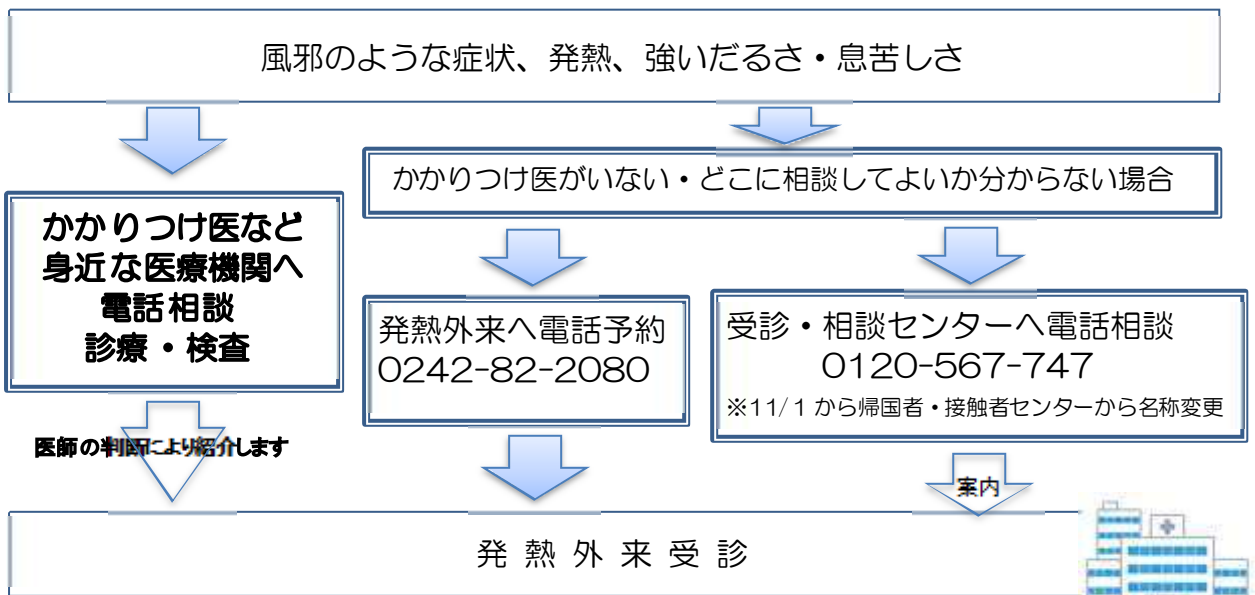 風邪のような症状、発熱、強いだるさ・息苦しさ
かかりつけ医がいない・どこに相談してよいか分からない場合
かかりつけ医など
身近な医療機関へ
電話相談
診療・検査
発熱外来へ電話予約
0242-82-2080
受診・相談センターへ電話相談
0120-567-747
※11/1から帰国者・接触者センターから名称変更
医師の判断により紹介します
案内
発熱外来受診